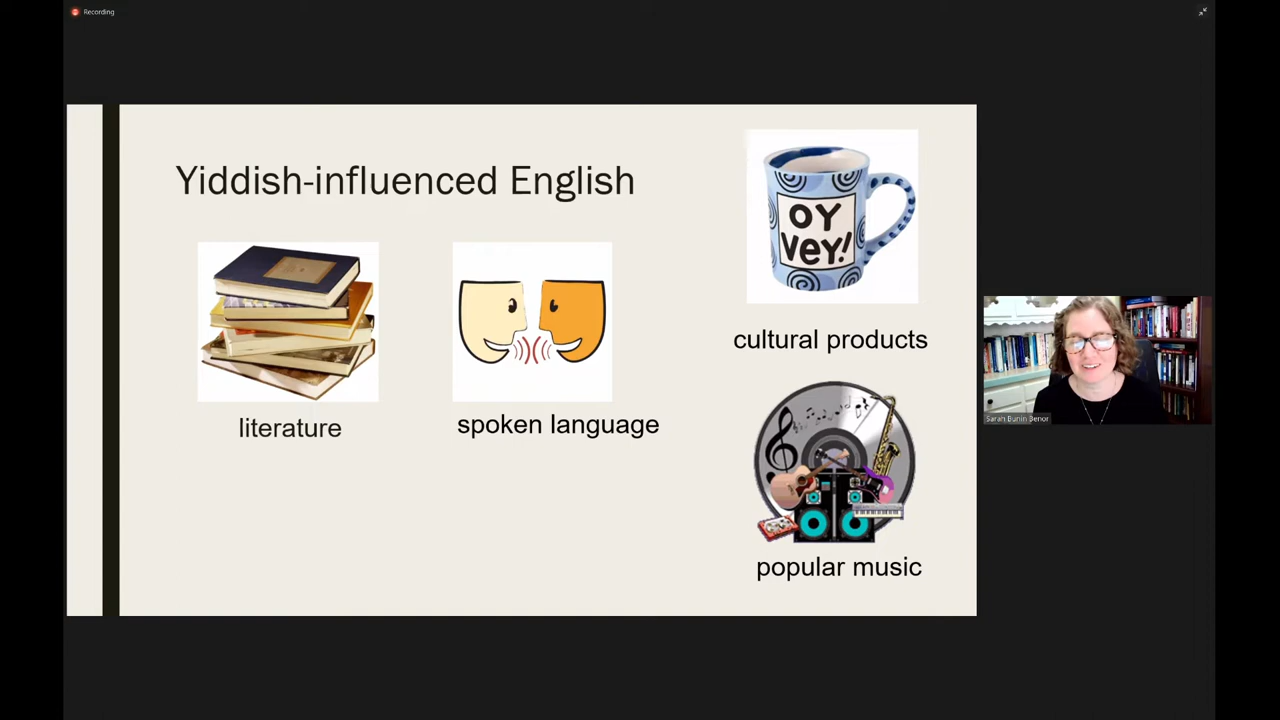 Recording
Yiddish-influenced English
OY
Vey!
cultural products
literature
spoken language
popular music
Sarah Bunin Benor